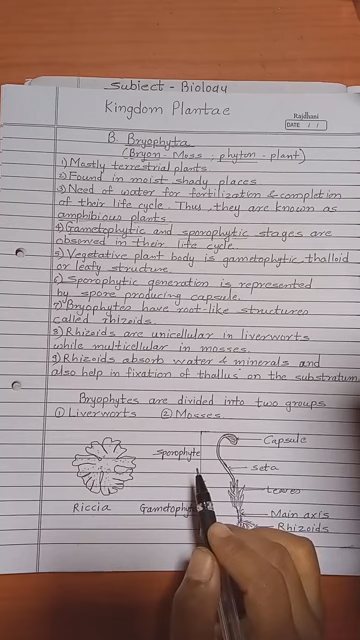 Subject - Biology
Kingdom Plantae
Rajdhani
DATE / /
B. Bryophyta
(Bryon - Moss ; phyton - plant)
1) Mostly terrestrial plants
2) Found in moist shady places
3) Need of water for fertilization & completion
of their life cycle. Thus, they are known as
amphibious plants
4) Gametophytic and sporophytic stages are
observed in their life cycle
5) Vegetative plant body is gametophytic, thalloid
or leafy structure.
6) Sporophytic generation is represented
by spore producing capsule.
7) Bryophytes have root-like structures
called rhizoids.
8) Rhizoids are unicellular in liverworts
while multicellular in mosses.
9) Rhizoids absorb water & minerals and
also help in fixation of thallus on the substratum
Bryophytes are divided into two groups
① Liverworts ② Mosses
Capsule
Sporophyte
seta
Leaves
Riccia
Main axis
Rhizoids